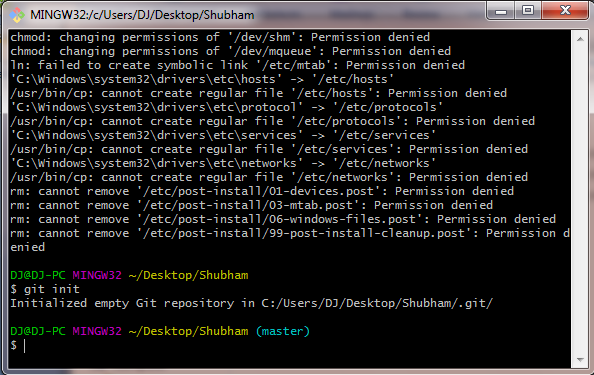 MINGW32:/c/Users/DJ/Desktop/Shubham
chmod: changing permissions of '/dev/shm': Permission denied
chmod: changing permissions of '/dev/mqueue': Permission denied
ln: failed to create symbolic link '/etc/mtab': Permission denied
'C:\Windows\system32\drivers\etc\hosts' -> '/etc/hosts'
/usr/bin/cp: cannot create regular file '/etc/hosts': Permission denied
'C:\Windows\system32\drivers\etc\protocol' -> '/etc/protocols'
/usr/bin/cp: cannot create regular file '/etc/protocols': Permission denied
'C:\Windows\system32\drivers\etc\services' -> '/etc/services'
/usr/bin/cp: cannot create regular file '/etc/services': Permission denied
'C:\Windows\system32\drivers\etc\networks' -> '/etc/networks'
/usr/bin/cp: cannot create regular file '/etc/networks': Permission denied
rm: cannot remove '/etc/post-install/01-devices.post': Permission denied
rm: cannot remove '/etc/post-install/03-mtab.post': Permission denied
rm: cannot remove '/etc/post-install/06-windows-files.post': Permission denied
rm: cannot remove '/etc/post-install/99-post-install-cleanup.post': Permission d
enied
DJ@DJ-PC MINGW32 ~/Desktop/Shubham
$ git init
Initialized empty Git repository in C:/Users/DJ/Desktop/Shubham/.git/
DJ@DJ-PC MINGW32 ~/Desktop/Shubham (master)
$